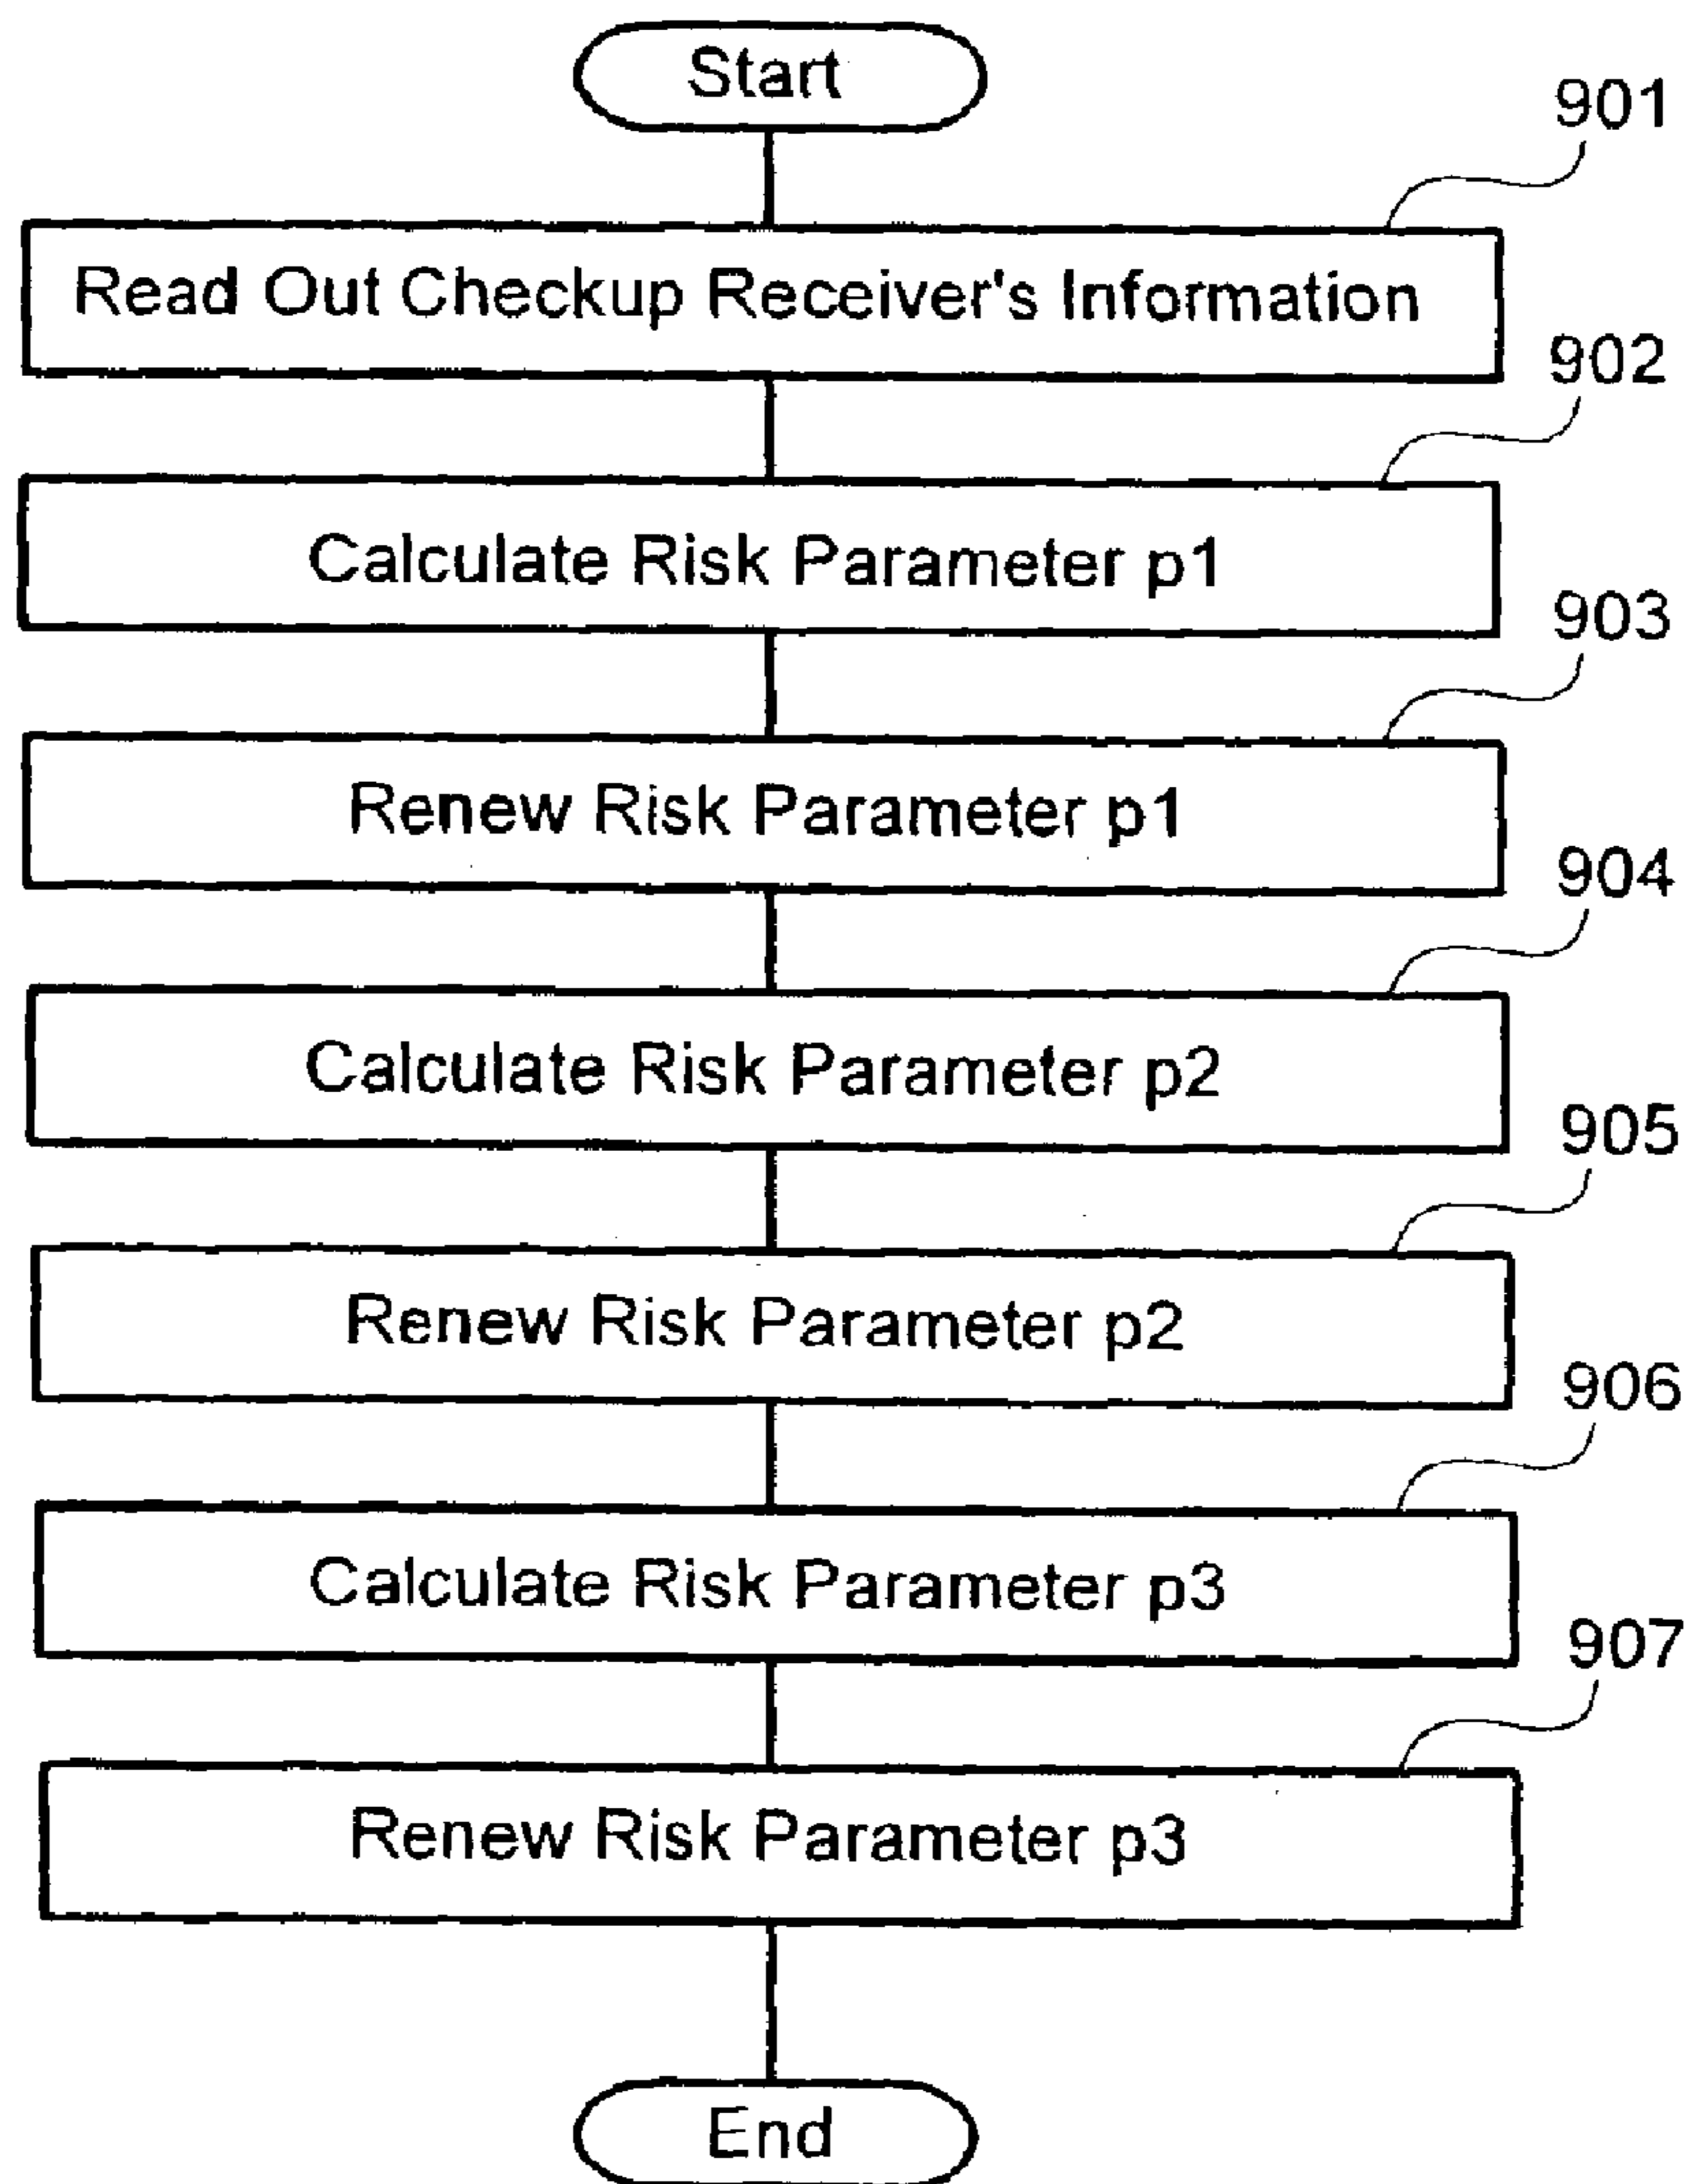 Start
901
Read Out Checkup Receiver's Information
902
Calculate Risk Parameter p1
903
Renew Risk Parameter p1
904
Calculate Risk Parameter p2
905
Renew Risk Parameter p2
906
Calculate Risk Parameter p3
907
Renew Risk Parameter p3
End